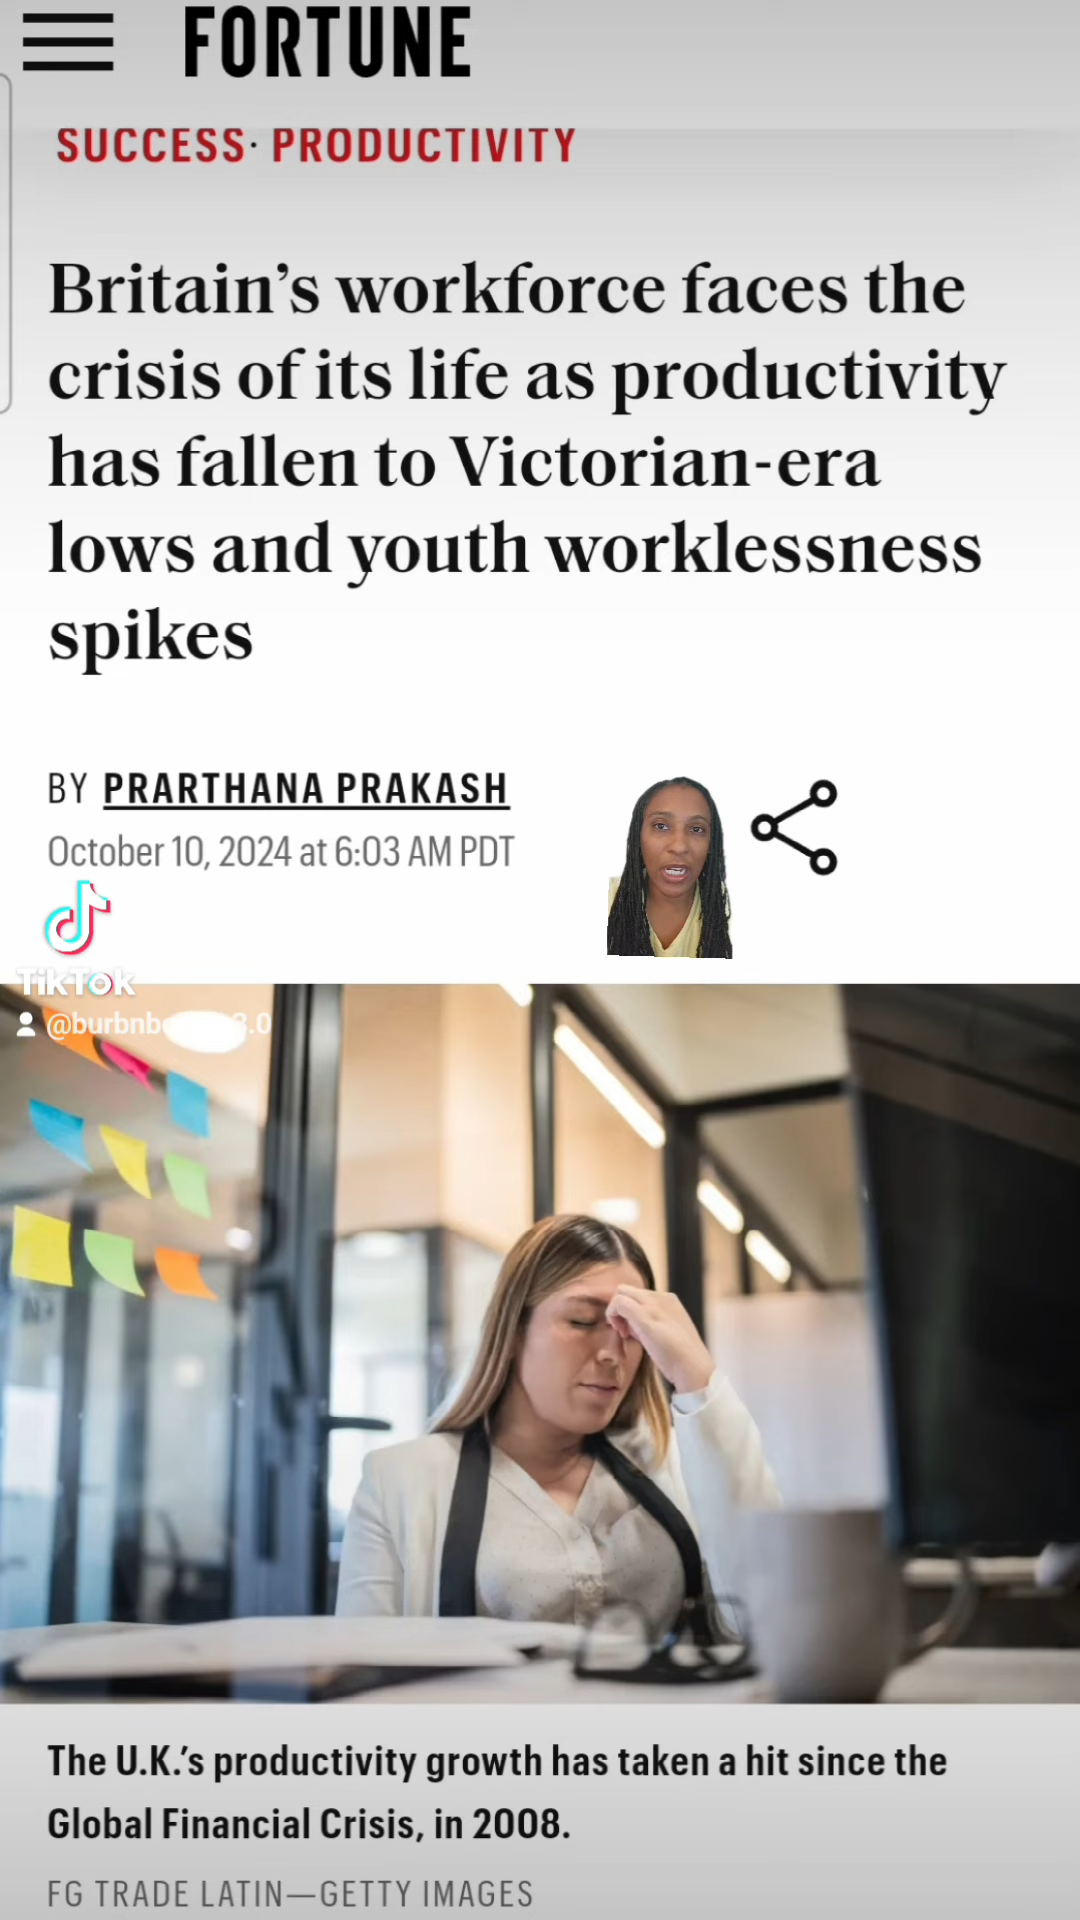 FORTUNE
SUCCESS· PRODUCTIVITY
Britain’s workforce faces the
crisis of its life as productivity
has fallen to Victorian-era
lows and youth worklessness
spikes
BY PRARTHANA PRAKASH
October 10, 2024 at 6:03 AM PDT
TikTok
The U.K.’s productivity growth has taken a hit since the
Global Financial Crisis, in 2008.
FG TRADE LATIN—GETTY IMAGES